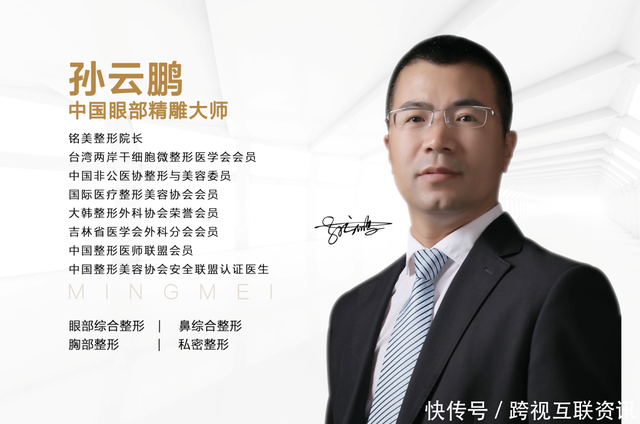 孙云鹏
中国眼部精雕大师
铭美整形院长
台湾两岸干细胞微整形医学会会员
中国非公医协整形与美容委员
国际医疗整形美容协会会员
大韩整形外科协会荣誉会员
吉林省医学会外科分会会员
中国整形医师联盟会员
中国整形美容协会安全联盟认证医生
MINGMEI
眼部综合整形 | 鼻综合整形
胸部整形 | 私密整形
快传号 / 跨视互联资讯